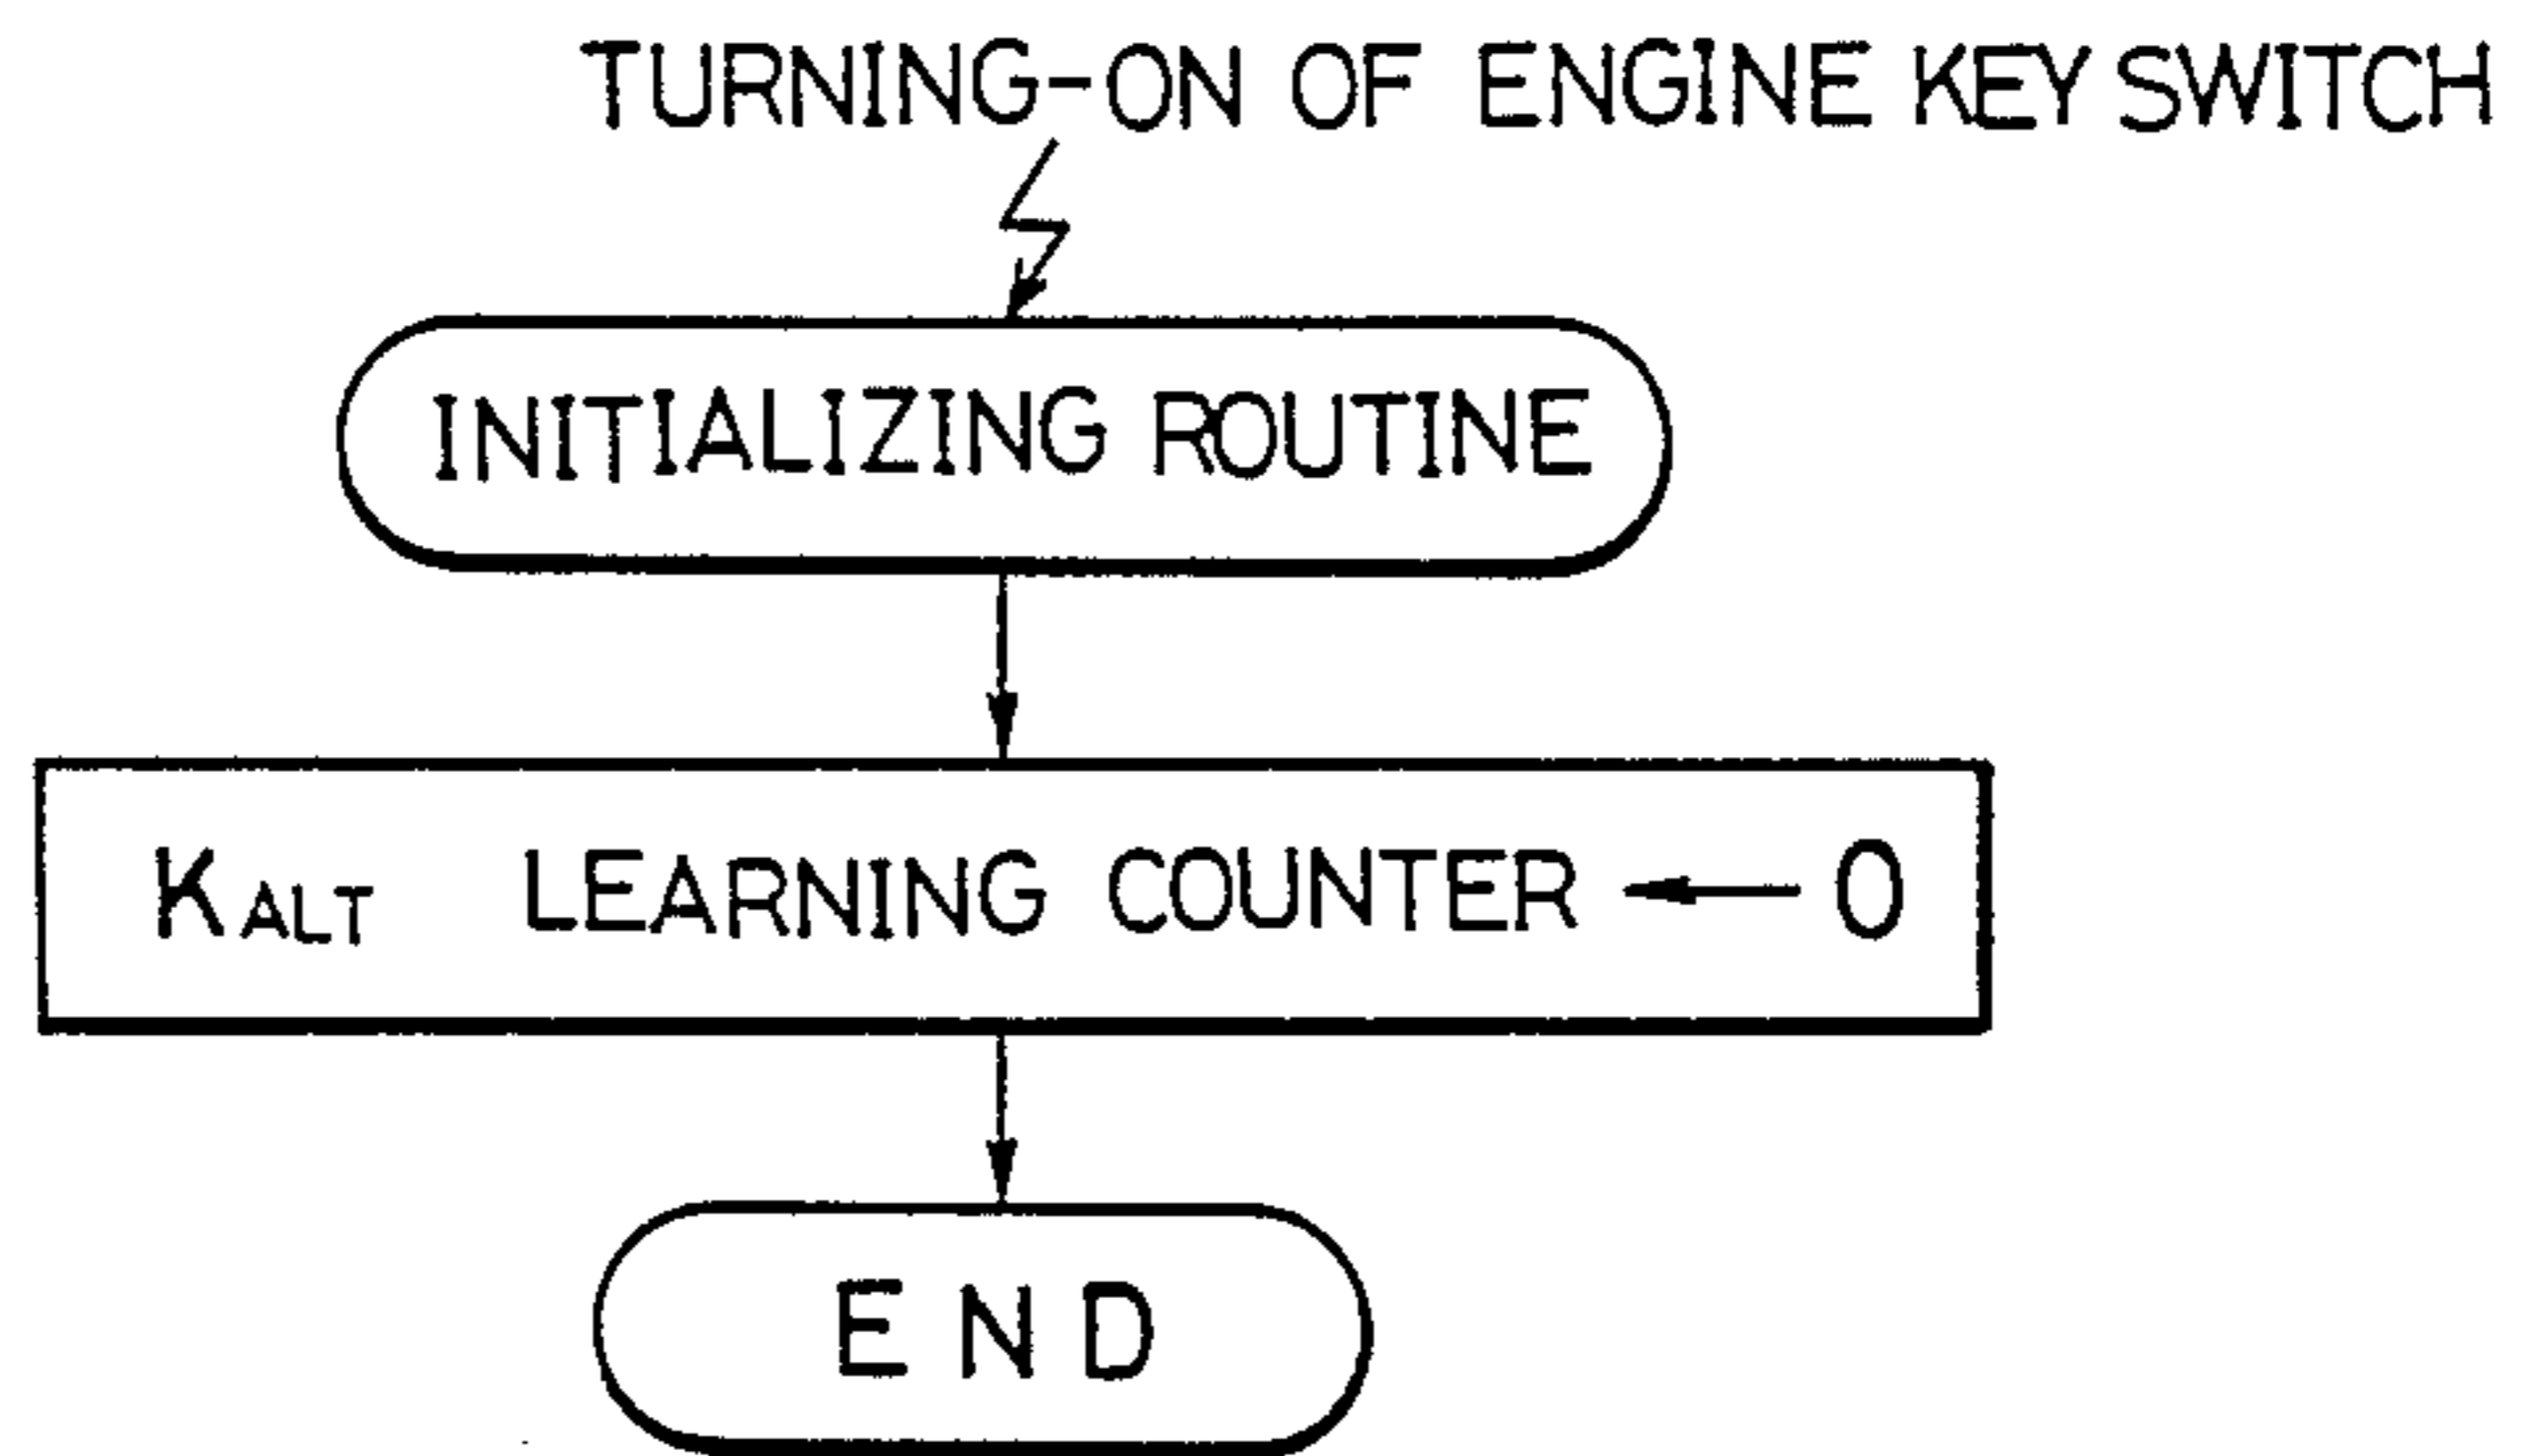 TURNING-ON OF ENGINE KEY SWITCH
INITIALIZING ROUTINE
KALT LEARNING COUNTER ← 0
END